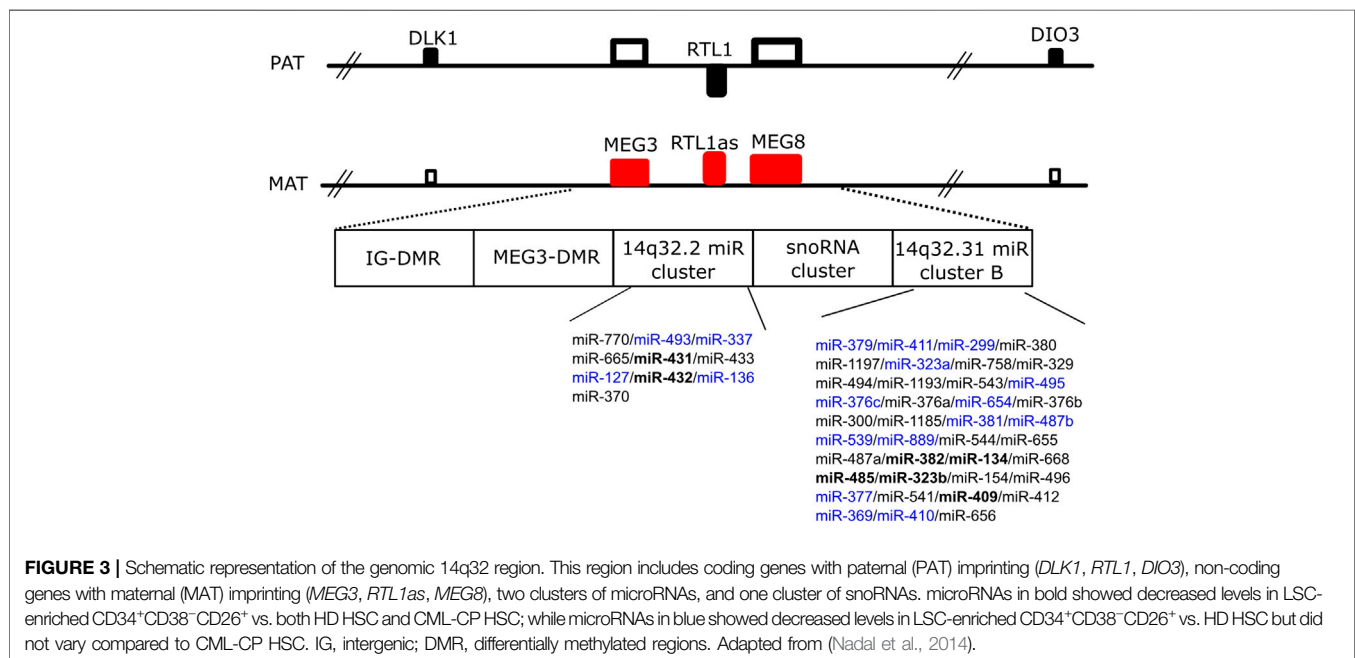 DLK1
RTL1
DIO3
PAT
MEG3
RTL1as
MEG8
MAT
IG-DMR
MEG3-DMR
14q32.2 miR
cluster
snoRNA
cluster
14q32.31 miR
cluster B
miR-770/miR-493/miR-337
miR-665/miR-431/miR-433
miR-127/miR-432/miR-136
miR-370
miR-379/miR-411/miR-299/miR-380
miR-1197/miR-323a/miR-758/miR-329
miR-494/miR-1193/miR-543/miR-495
miR-376c/miR-376a/miR-654/miR-376b
miR-300/miR-1185/miR-381/miR-487b
miR-539/miR-889/miR-544/miR-655
miR-487a/miR-382/miR-134/miR-668
miR-485/miR-323b/miR-154/miR-496
miR-377/miR-541/miR-409/miR-412
miR-369/miR-410/miR-656
FIGURE 3 | Schematic representation of the genomic 14q32 region. This region includes coding genes with paternal (PAT) imprinting (DLK1, RTL1, DIO3), non-coding
genes with maternal (MAT) imprinting (MEG3, RTL1as, MEG8), two clusters of microRNAs, and one cluster of snoRNAs. microRNAs in bold showed decreased levels in LSC-
enriched CD34⁺CD38⁻CD26⁺ vs. both HD HSC and CML-CP HSC; while microRNAs in blue showed decreased levels in LSC-enriched CD34⁺CD38⁻CD26⁺ vs. HD HSC but did
not vary compared to CML-CP HSC. IG, intergenic; DMR, differentially methylated regions. Adapted from (Nadal et al., 2014).